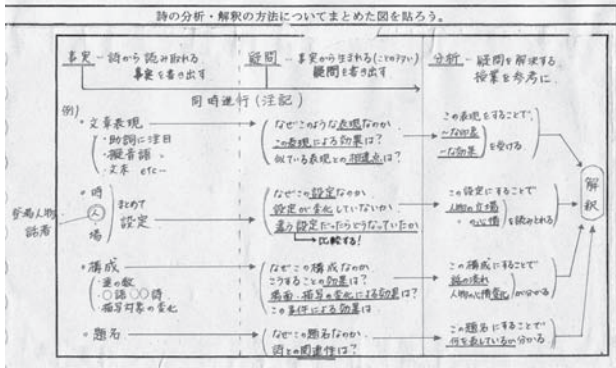 詩の分析・解釈の方法についてまとめた図を貼ろう。
事実 － 詩から読み取れる
事実を書き出す
疑問 － 事実から生まれる(ことの多い)
疑問を書き出す
分析 － 疑問を解決する
授業を参考に
同時進行(注記)
例)
・文章表現
・助詞に注目
・擬音語
・文末 etc…
なぜこのような表現なのか
この表現による効果は?
似ている表現との相違点は?
この表現をすることで
～な印象
～な効果
を受ける
登場人物
話者
・時
人
場
まとめて
設定
なぜこの設定なのか
設定が変化していないか
違う設定だったらどうなっていたか
比較する!
この設定にすることで
人物の立場
〃の心情
を読みとれる
解釈
・構成
・連の数
・○語○○詩
・描写対象の変化
なぜこの構成なのか
こうすることの効果は?
場面・描写の変化による効果は?
この条件による効果は?
この構成にすることで
話の流れ
人物の心情変化
が分かる
・題名
なぜこの題名なのか
詩との関連性は?
この題名にすることで
何を表しているか分かる